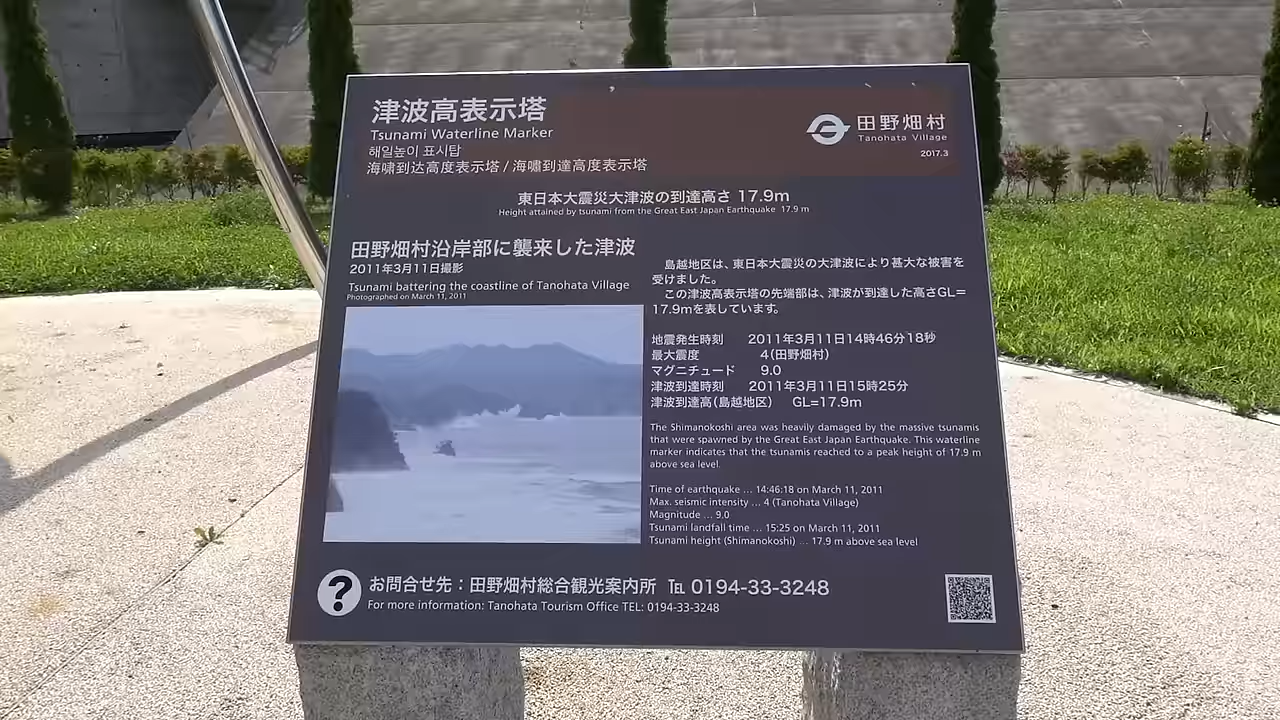 津波高表示塔
Tsunami Waterline Marker
해일높이 표시탑
海啸到达高度表示塔 / 海嘯到達高度表示塔
田野畑村
Tanohata Village
2017.3
東日本大震災大津波の到達高さ 17.9m
Height attained by tsunami from the Great East Japan Earthquake 17.9 m
田野畑村沿岸部に襲来した津波
2011年3月11日撮影
Tsunami battering the coastline of Tanohata Village
Photographed on March 11, 2011
島越地区は、東日本大震災の大津波により甚大な被害を
受けました。
この津波高表示塔の先端部は、津波が到達した高さGL=
17.9mを表しています。
地震発生時刻 2011年3月11日14時46分18秒
最大震度 4(田野畑村)
マグニチュード 9.0
津波到達時刻 2011年3月11日15時25分
津波到達高(島越地区) GL=17.9m
The Shimanokoshi area was heavily damaged by the massive tsunamis
that were spawned by the Great East Japan Earthquake. This waterline
marker indicates that the tsunamis reached to a peak height of 17.9 m
above sea level.
Time of earthquake … 14:46:18 on March 11, 2011
Max. seismic intensity … 4 (Tanohata Village)
Magnitude … 9.0
Tsunami landfall time … 15:25 on March 11, 2011
Tsunami height (Shimanokoshi) … 17.9 m above sea level
? お問合せ先：田野畑村総合観光案内所 ℡ 0194-33-3248
For more information: Tanohata Tourism Office TEL: 0194-33-3248